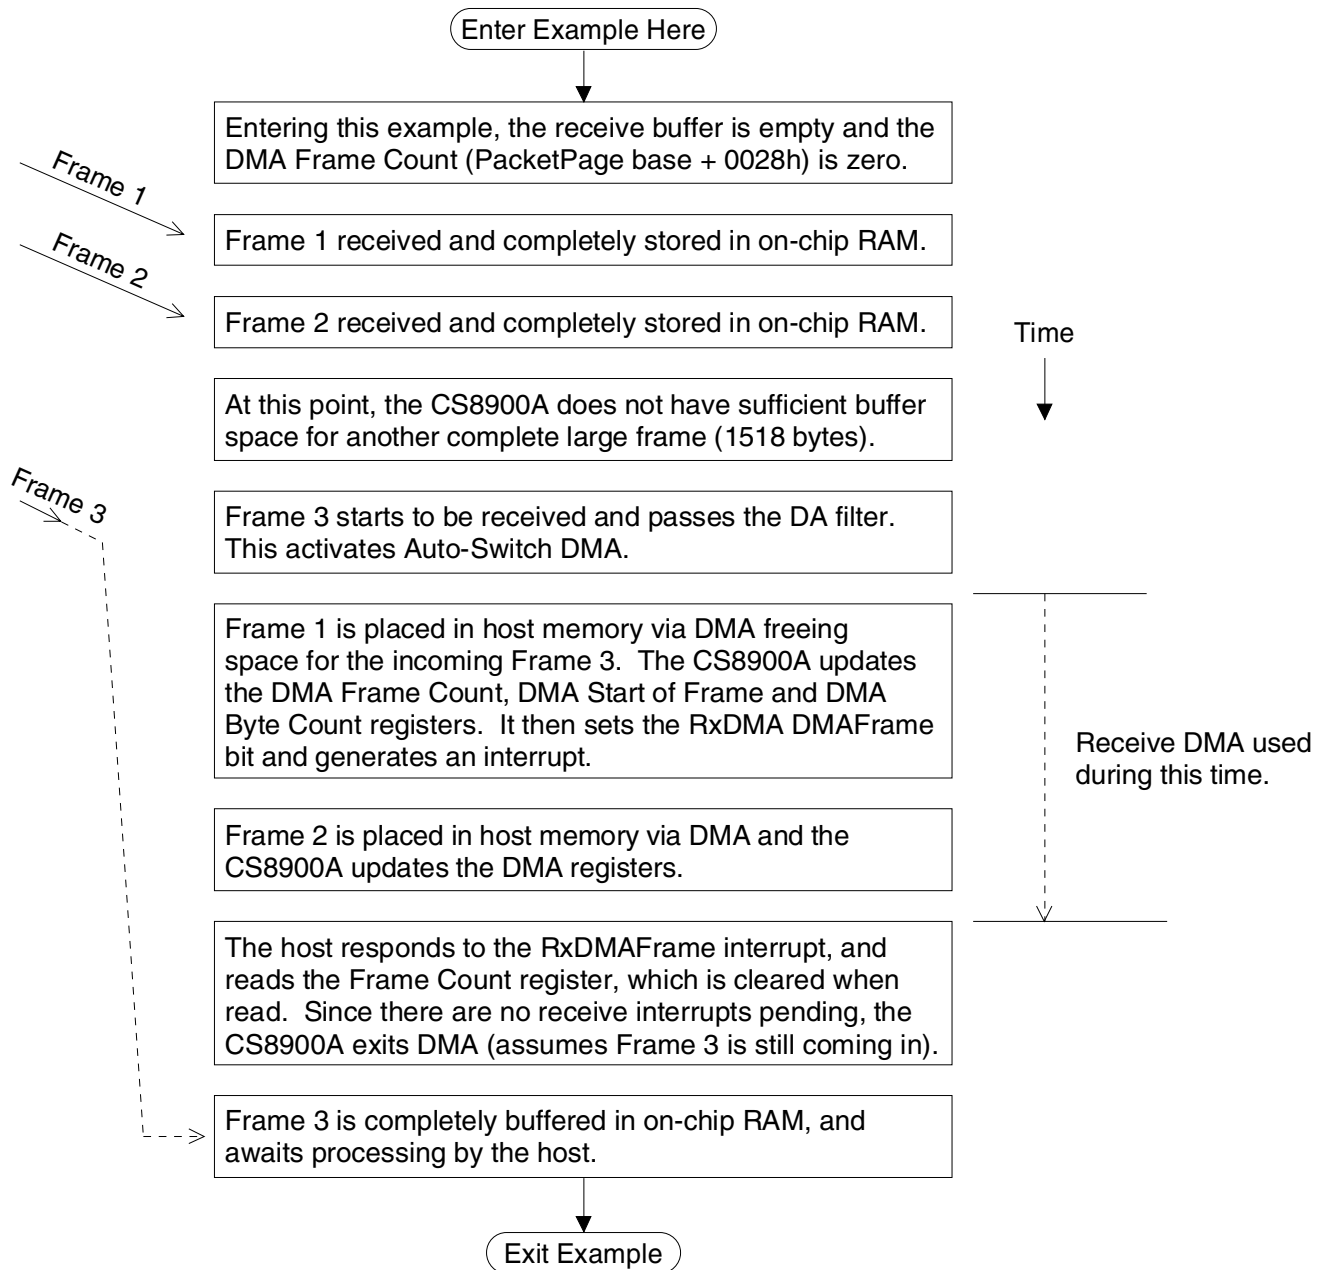 Enter Example Here
Entering this example, the receive buffer is empty and the
DMA Frame Count (PacketPage base + 0028h) is zero.
Frame 1
Frame 1 received and completely stored in on-chip RAM.
Frame 2
Frame 2 received and completely stored in on-chip RAM.
Time
At this point, the CS8900A does not have sufficient buffer
space for another complete large frame (1518 bytes).
Frame 3
Frame 3 starts to be received and passes the DA filter.
This activates Auto-Switch DMA.
Frame 1 is placed in host memory via DMA freeing
space for the incoming Frame 3. The CS8900A updates
the DMA Frame Count, DMA Start of Frame and DMA
Byte Count registers. It then sets the RxDMA DMAFrame
bit and generates an interrupt.
Receive DMA used
during this time.
Frame 2 is placed in host memory via DMA and the
CS8900A updates the DMA registers.
The host responds to the RxDMAFrame interrupt, and
reads the Frame Count register, which is cleared when
read. Since there are no receive interrupts pending, the
CS8900A exits DMA (assumes Frame 3 is still coming in).
Frame 3 is completely buffered in on-chip RAM, and
awaits processing by the host.
Exit Example